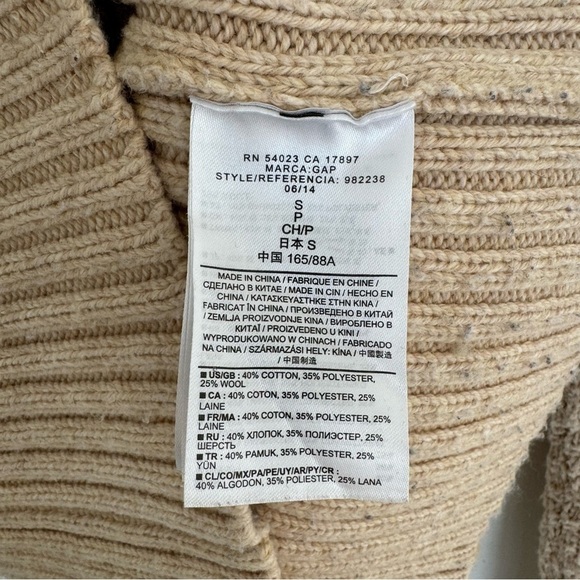 RN 54023 CA 17897
MARCA:GAP
STYLE/REFERENCIA: 982238
06/14
S
P
CH/P
日本 S
中国 165/88A
MADE IN CHINA / FABRIQUE EN CHINE /
СДЕЛАНО В КИТАЕ / MADE IN CIN / HECHO EN
CHINA / ΚΑΤΑΣΚΕΥΑΣΤΗΚΕ ΣΤΗΝ ΚΙΝΑ /
FABRICAT ÎN CHINA / ПРОИЗВЕДЕНО В КИТАЙ
/ ZEMLJA PROIZVODNJE KINA / ВИРОБЛЕНО В
КИТАЇ / PROIZVEDENO U KINI /
WYPRODUKOWANO W CHINACH / FABRICADO
NA CHINA / SZÁRMAZÁSI HELY: KÍNA / 中國製造
/ 中国制造
■ US/GB : 40% COTTON, 35% POLYESTER,
25% WOOL
■ CA : 40% COTON, 35% POLYESTER, 25%
LAINE
■ FR/MA : 40% COTON, 35% POLYESTER, 25%
LAINE
■ RU : 40% ХЛОПОК, 35% ПОЛИЭСТЕР, 25%
ШЕРСТЬ
■ TR : 40% PAMUK, 35% POLYESTER, 25%
YÜN
■ CL/CO/MX/PA/PE/UY/AR/PY/CR :
40% ALGODON, 35% POLIESTER, 25% LANA